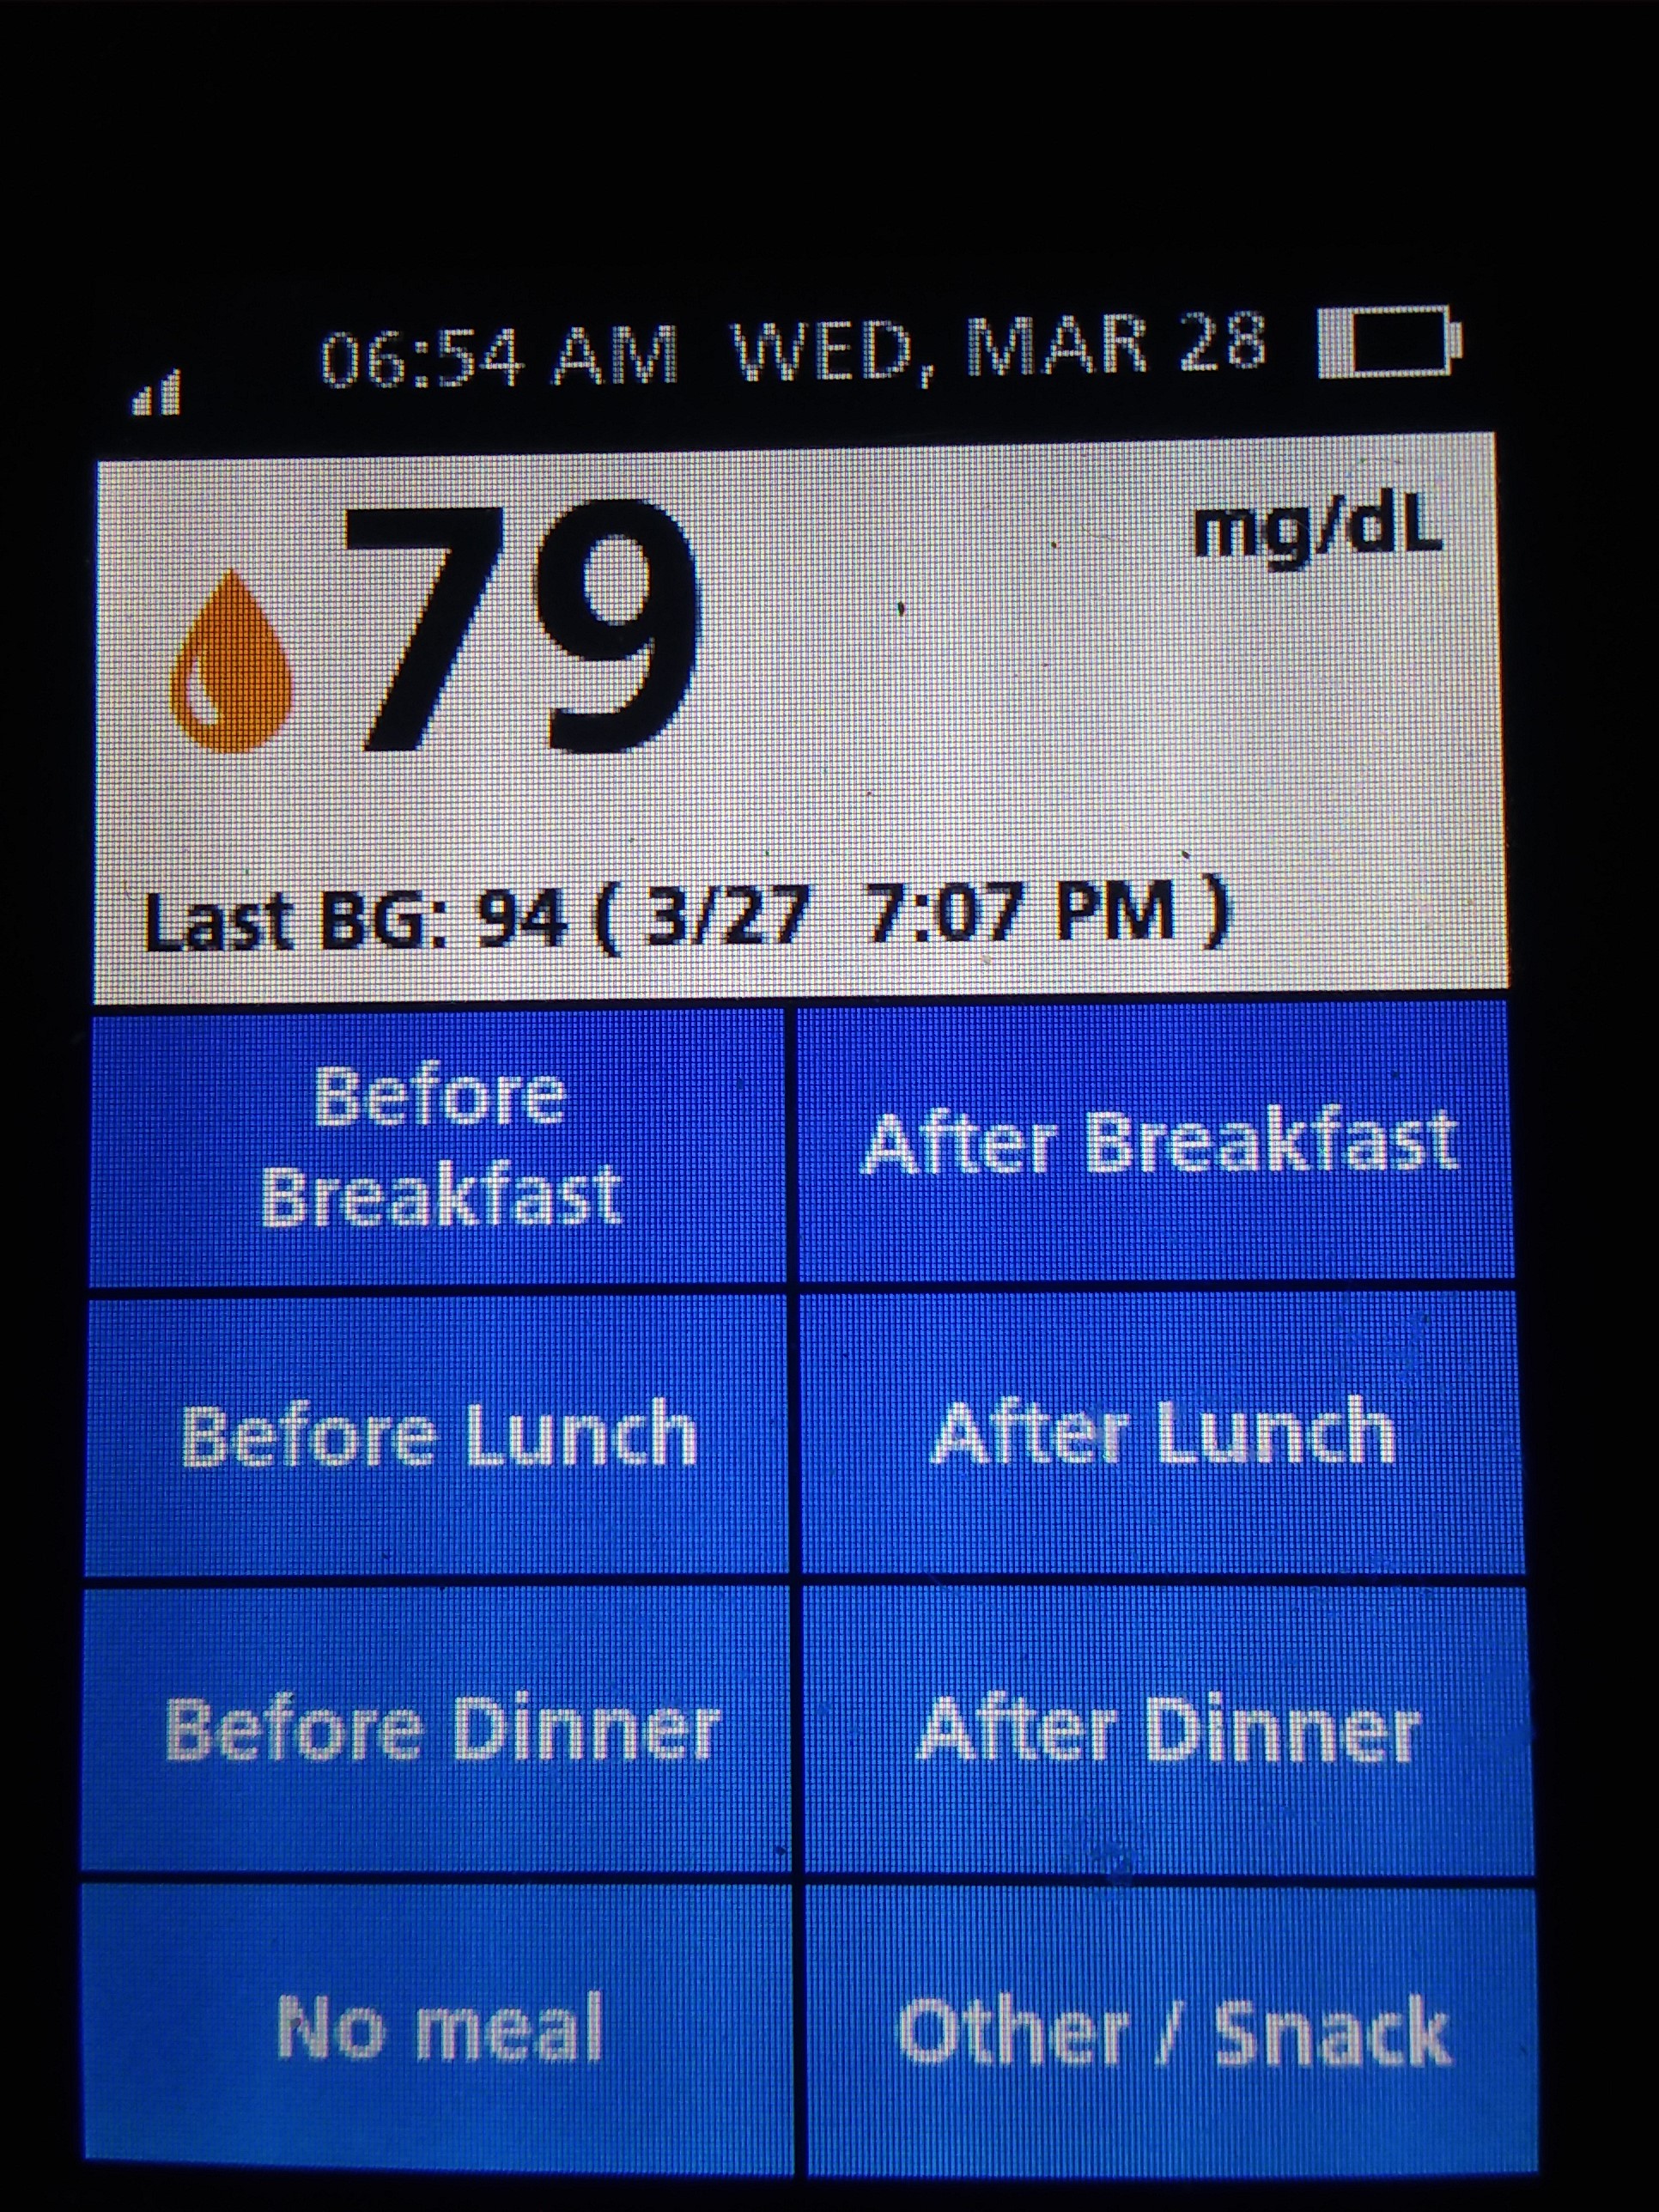 06:54 AM WED, MAR 28
79 mg/dL
Last BG: 94 ( 3/27 7:07 PM )
Before
Breakfast
After Breakfast
Before Lunch
After Lunch
Before Dinner
After Dinner
No meal
Other / Snack